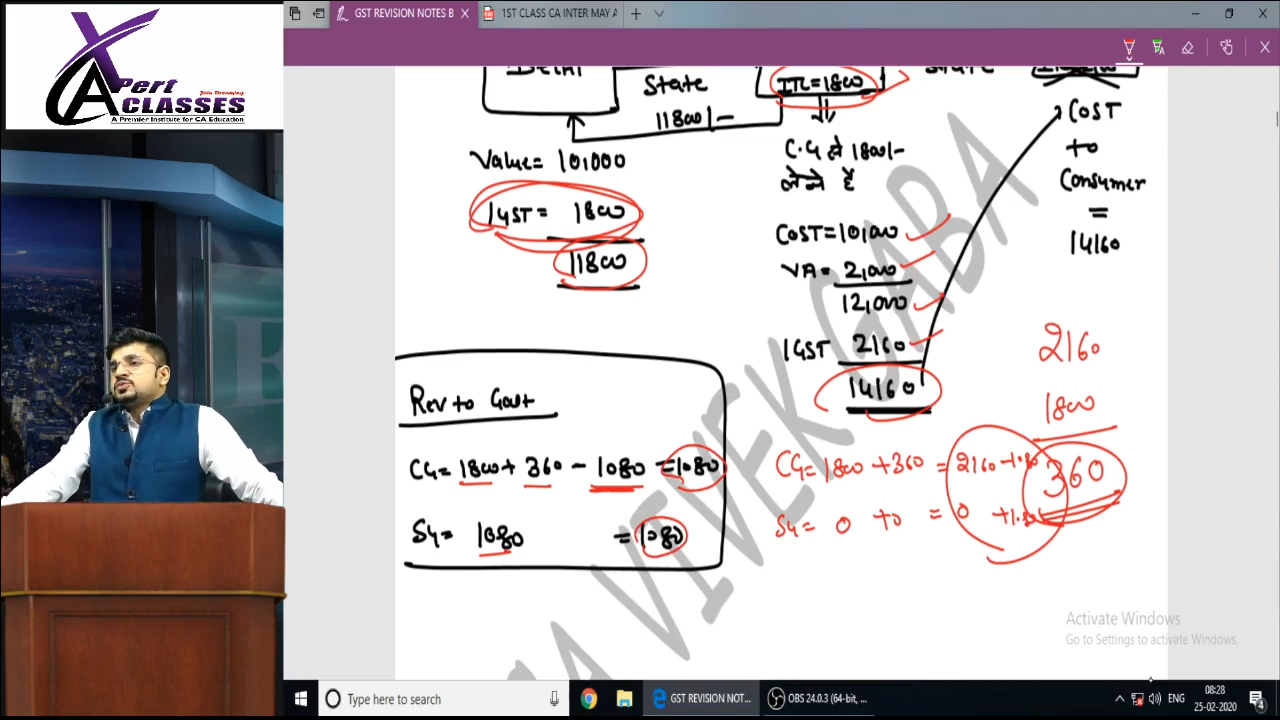 GST REVISION NOTES B
1ST CLASS CA INTER MAY A
Xpert
Join Becoming
CA CLASSES
A Premier Institute for CA Education
State
11800/-
ITC = 1800
State
Value = 10,000
IGST = 1800
11800
C.G से 1800/-
लेने है
COST = 10,000
VA = 2,000
12,000
IGST 2160
14160
COST
to
Consumer
=
14160
2160
1800
360
Rev to Govt
CG = 1800 + 360 - 1080 = 1080
SG = 1080 = 1080
CG = 1800 + 360 = 2160 - 1080
SG = 0 + 0 = 0 + 1080
CA VIVEK GABA
Activate Windows
Go to Settings to activate Windows.
Type here to search
GST REVISION NOT...
OBS 24.0.3 (64-bit, ...
ENG
08:28
25-02-2020
4